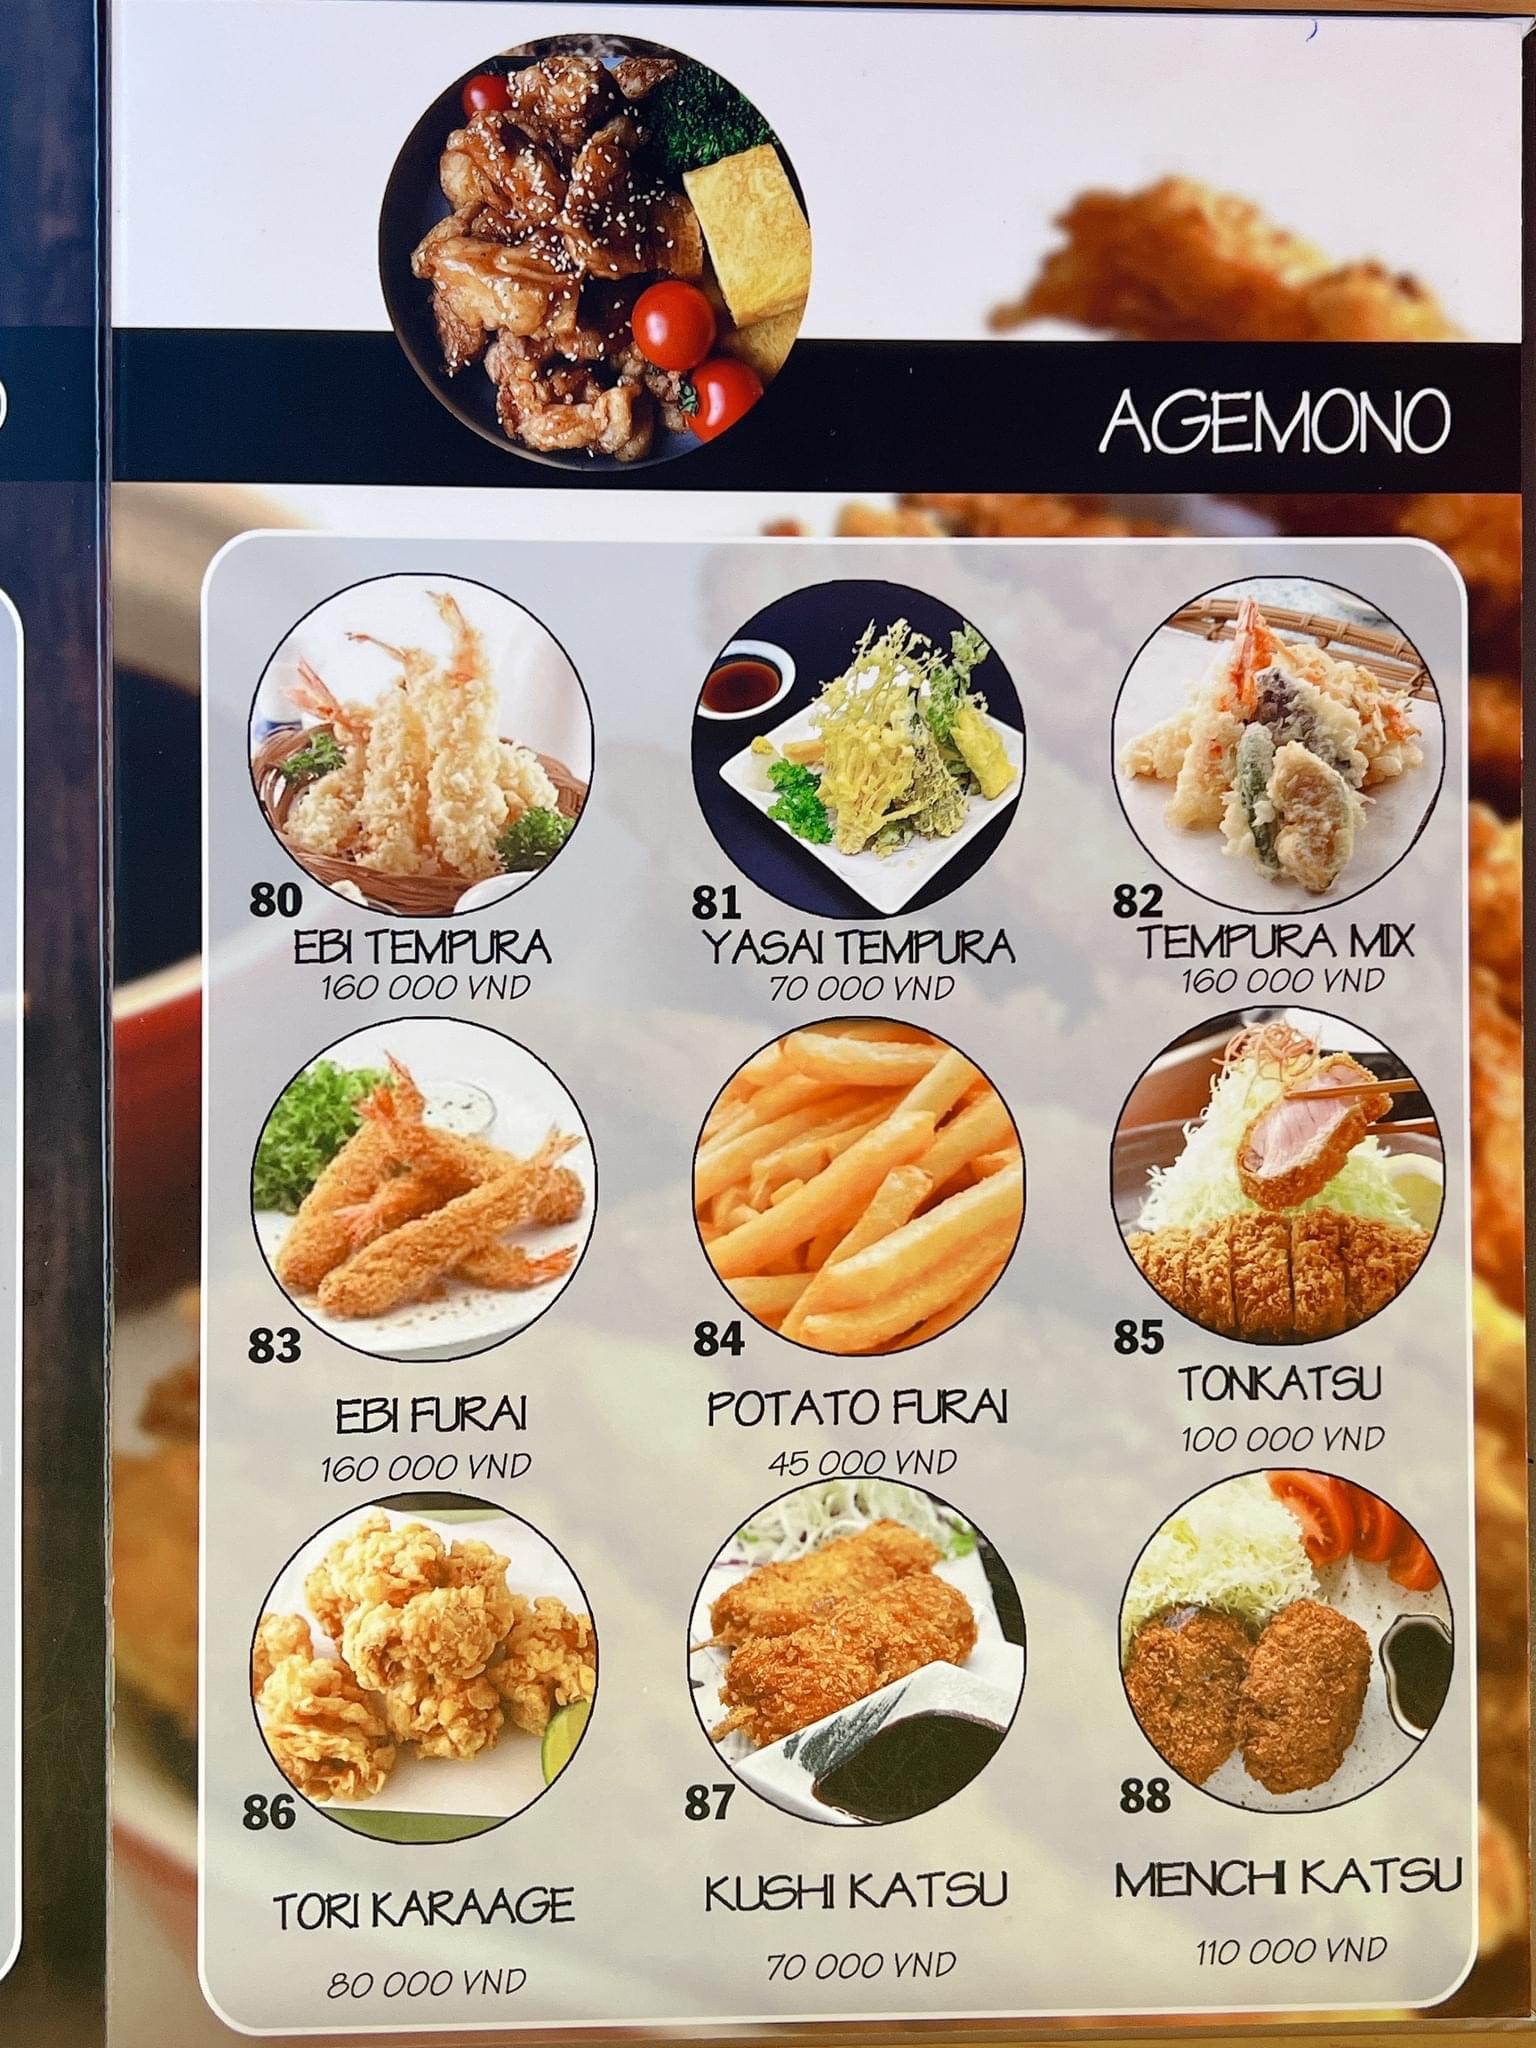 AGEMONO
80
EBI TEMPURA
160 000 VND
81
YASAI TEMPURA
70 000 VND
82
TEMPURA MIX
160 000 VND
83
EBI FURAI
160 000 VND
84
POTATO FURAI
45 000 VND
85
TONKATSU
100 000 VND
86
TORI KARAAGE
80 000 VND
87
KUSHI KATSU
70 000 VND
88
MENCHI KATSU
110 000 VND